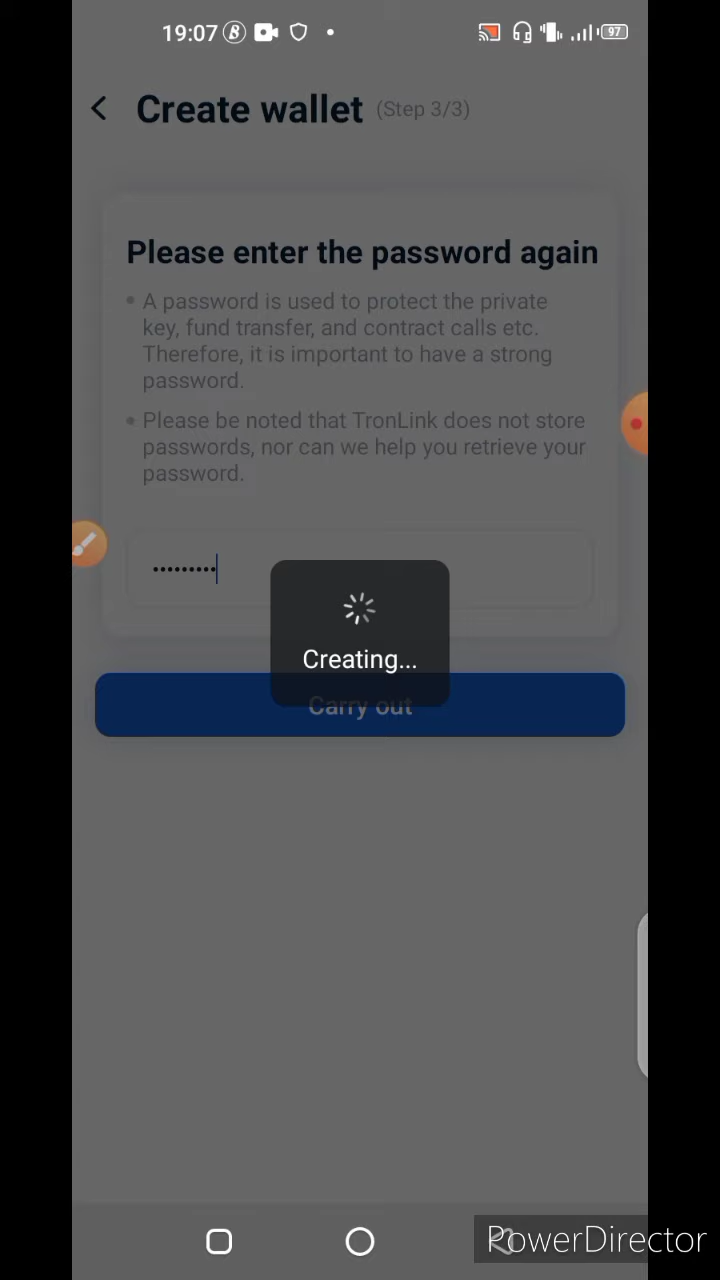 19:07
97
Create wallet (Step 3/3)
Please enter the password again
• A password is used to protect the private
key, fund transfer, and contract calls etc.
Therefore, it is important to have a strong
password.
• Please be noted that TronLink does not store
passwords, nor can we help you retrieve your
password.
•••••••••
Creating...
Carry out
PowerDirector